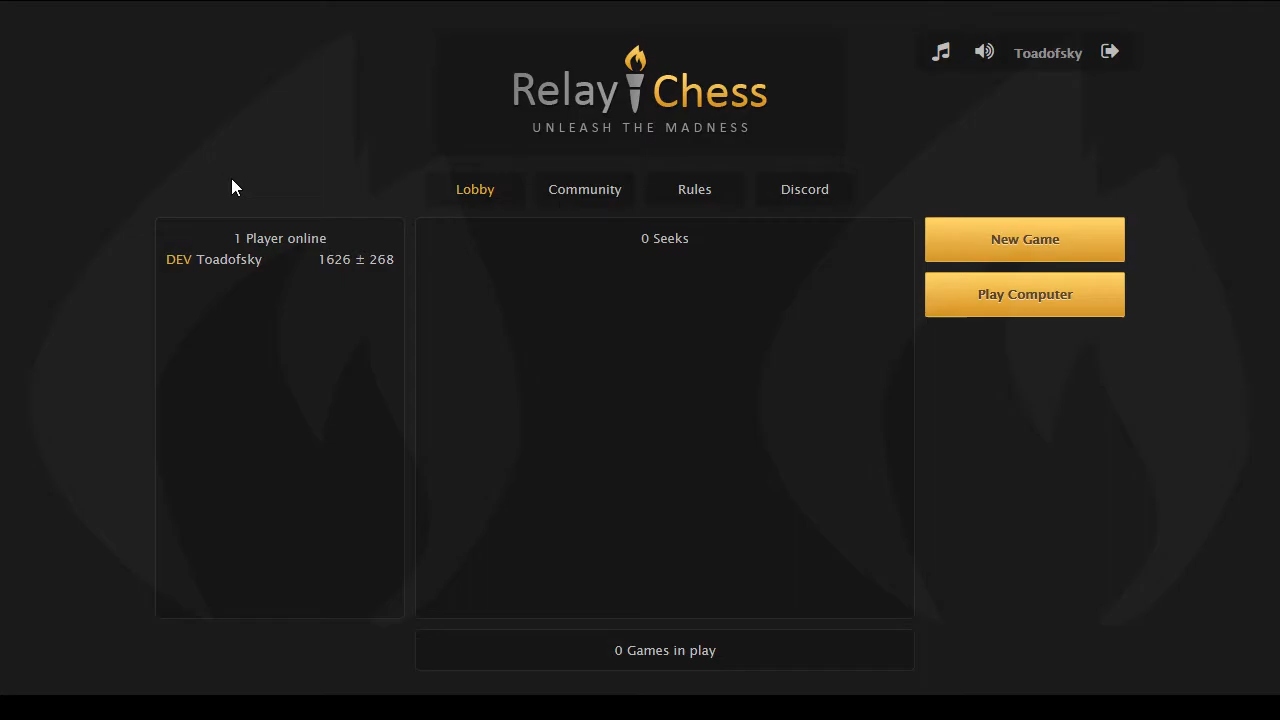 Relay Chess
UNLEASH THE MADNESS
Toadofsky
Lobby
Community
Rules
Discord
1 Player online
DEV Toadofsky 1626 ± 268
0 Seeks
New Game
Play Computer
0 Games in play